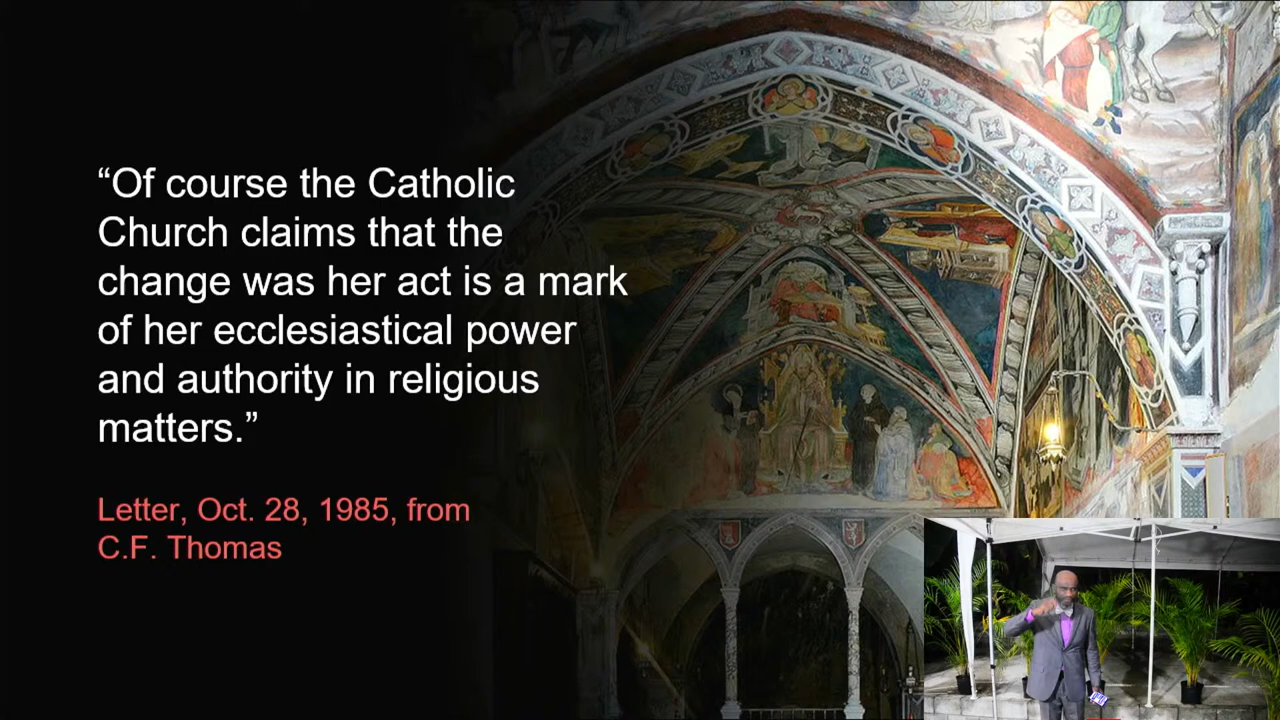 “Of course the Catholic
Church claims that the
change was her act is a mark
of her ecclesiastical power
and authority in religious
matters.”
Letter, Oct. 28, 1985, from
C.F. Thomas